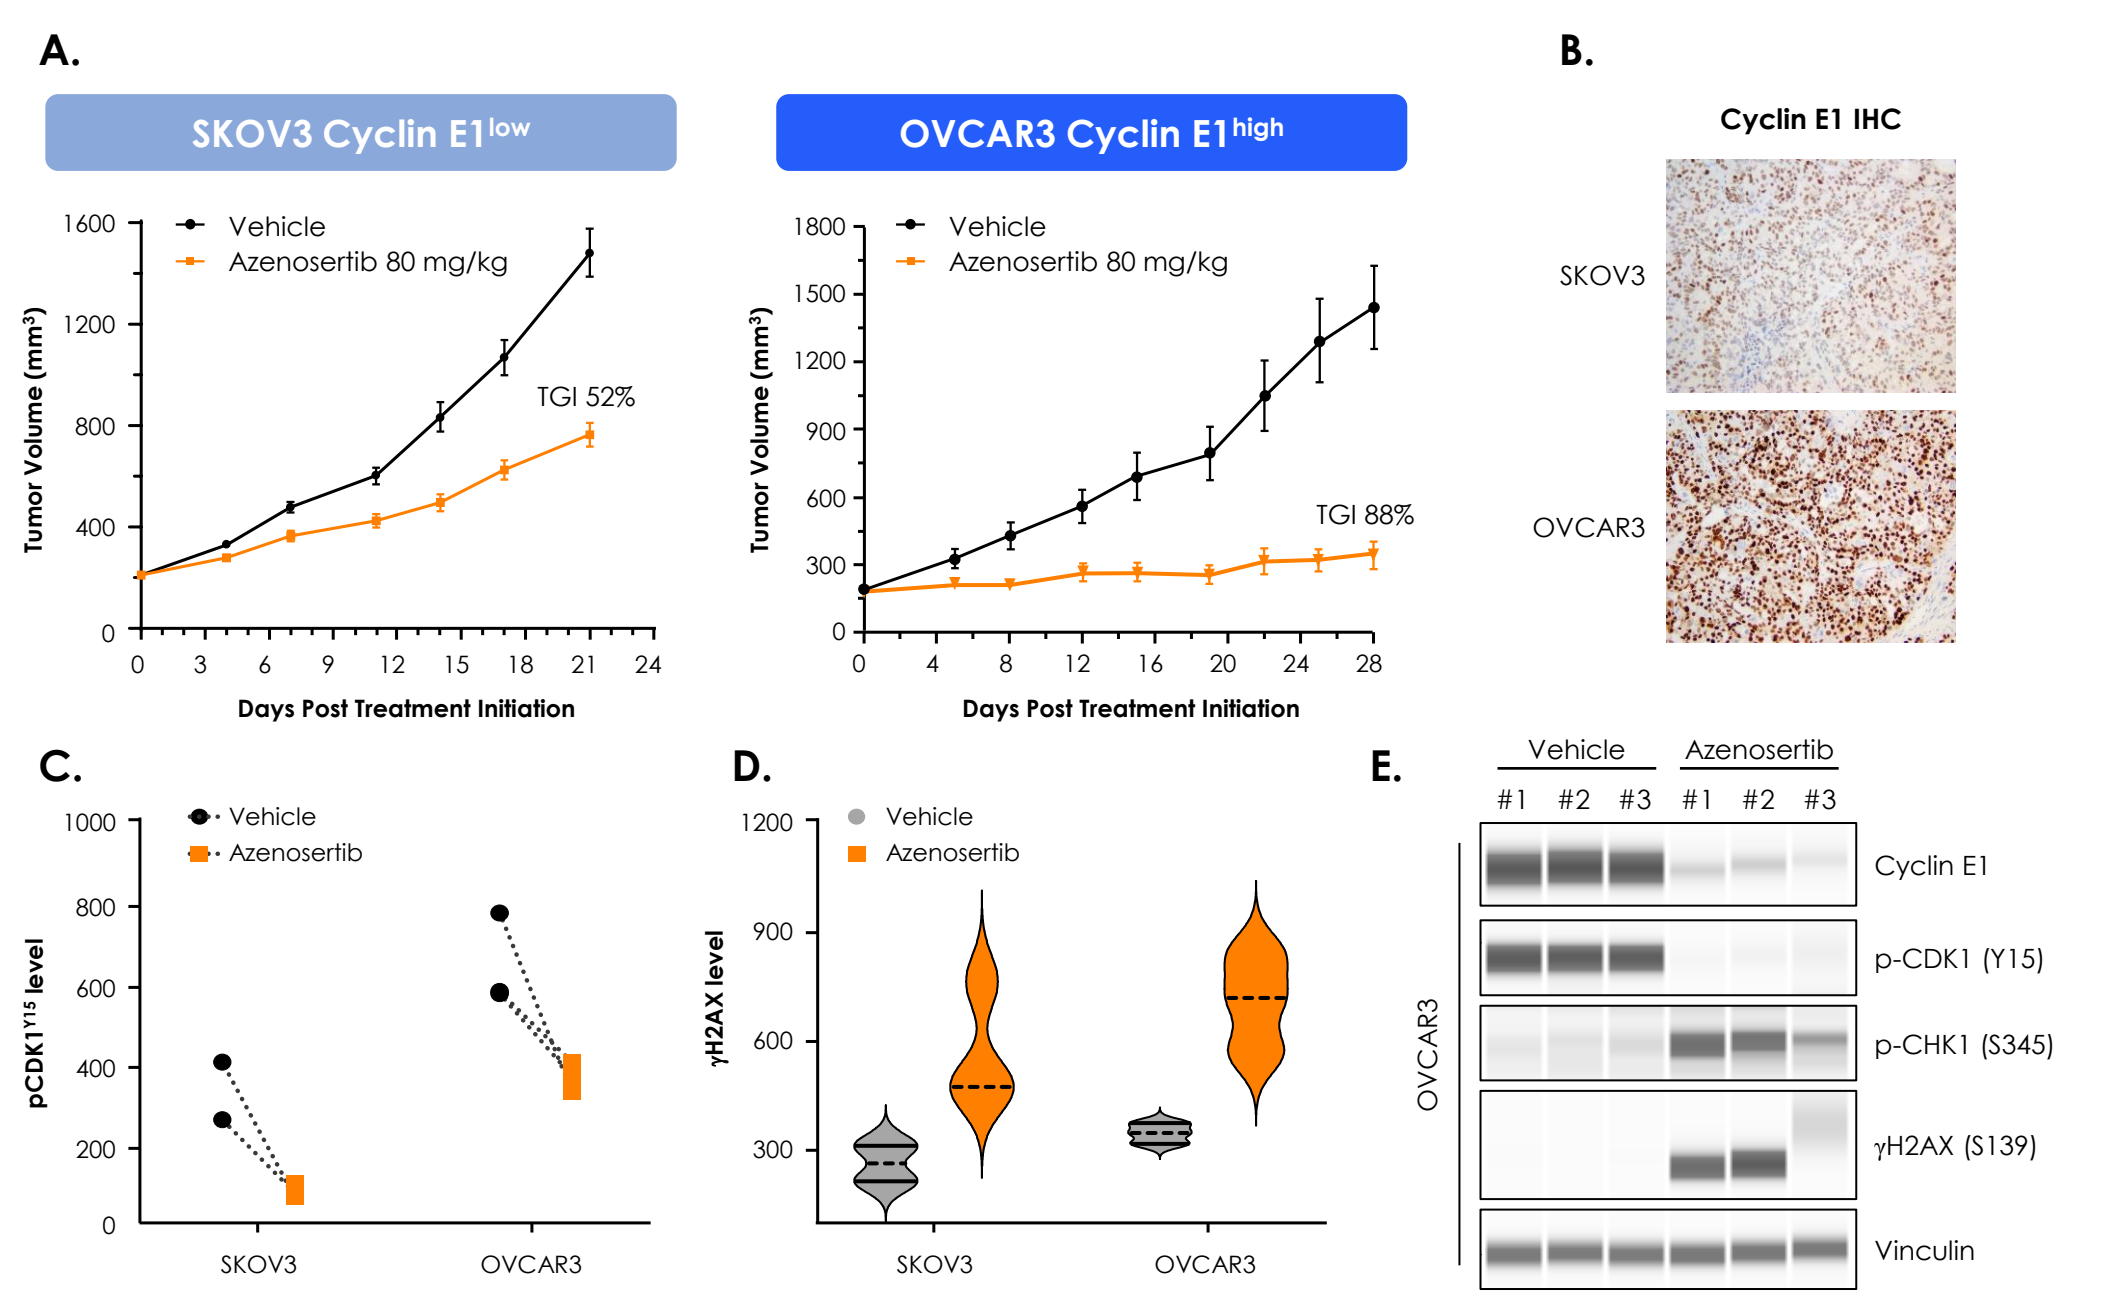 A.
SKOV3 Cyclin E1low
OVCAR3 Cyclin E1high
Vehicle
Azenosertib 80 mg/kg
1600
1200
800
400
0
Tumor Volume (mm3)
TGI 52%
0 3 6 9 12 15 18 21 24
Days Post Treatment Initiation
Vehicle
Azenosertib 80 mg/kg
1800
1500
1200
900
600
300
0
Tumor Volume (mm3)
TGI 88%
0 4 8 12 16 20 24 28
Days Post Treatment Initiation
B.
Cyclin E1 IHC
SKOV3
OVCAR3
C.
Vehicle
Azenosertib
1000
800
600
400
200
0
pCDK1Y15 level
SKOV3 OVCAR3
D.
Vehicle
Azenosertib
1200
900
600
300
γH2AX level
SKOV3 OVCAR3
E.
Vehicle Azenosertib
#1 #2 #3 #1 #2 #3
OVCAR3
Cyclin E1
p-CDK1 (Y15)
p-CHK1 (S345)
γH2AX (S139)
Vinculin